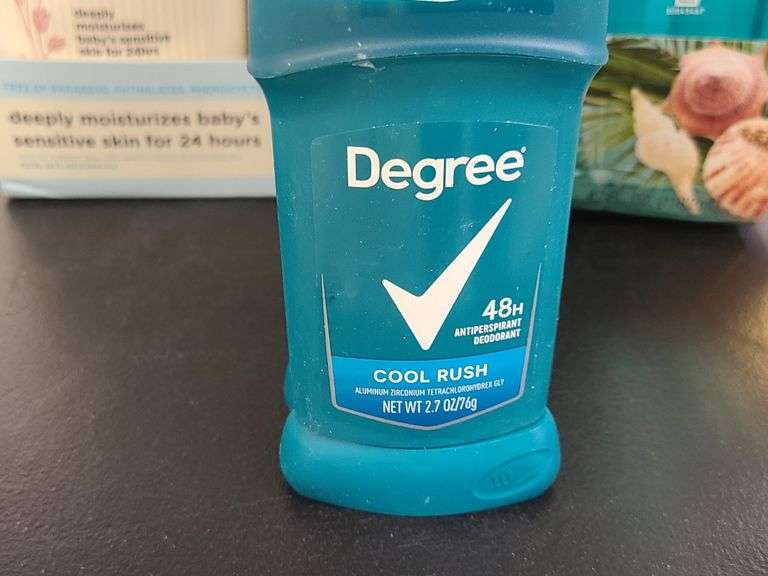 deeply
moisturizes
baby's sensitive
skin for 24hrs
deeply moisturizes baby's
sensitive skin for 24 hours
Degree®
48H
ANTIPERSPIRANT
DEODORANT
COOL RUSH
ALUMINUM ZIRCONIUM TETRACHLOROHYDREX GLY
NET WT 2.7 OZ/76g